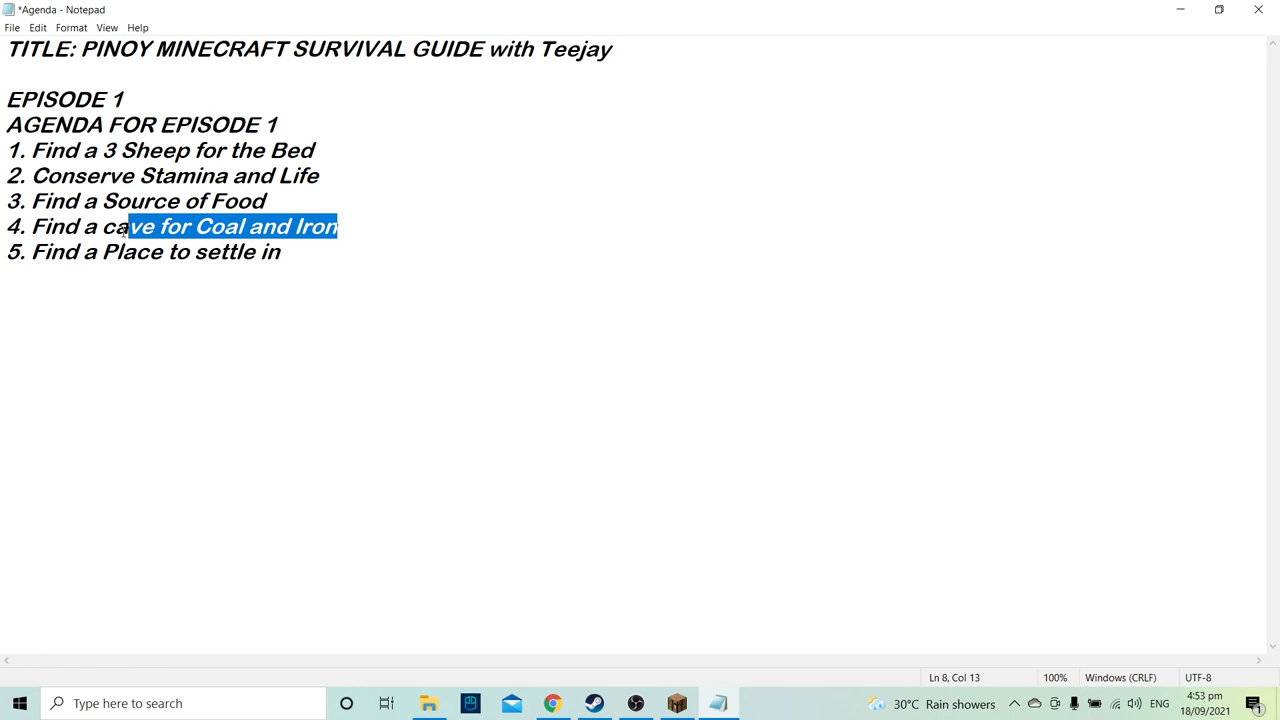 *Agenda - Notepad
File Edit Format View Help
TITLE: PINOY MINECRAFT SURVIVAL GUIDE with Teejay
EPISODE 1
AGENDA FOR EPISODE 1
1. Find a 3 Sheep for the Bed
2. Conserve Stamina and Life
3. Find a Source of Food
4. Find a cave for Coal and Iron
5. Find a Place to settle in
Ln 8, Col 13 100% Windows (CRLF) UTF-8
Type here to search 30°C Rain showers ENG 4:53 pm
18/09/2021 1